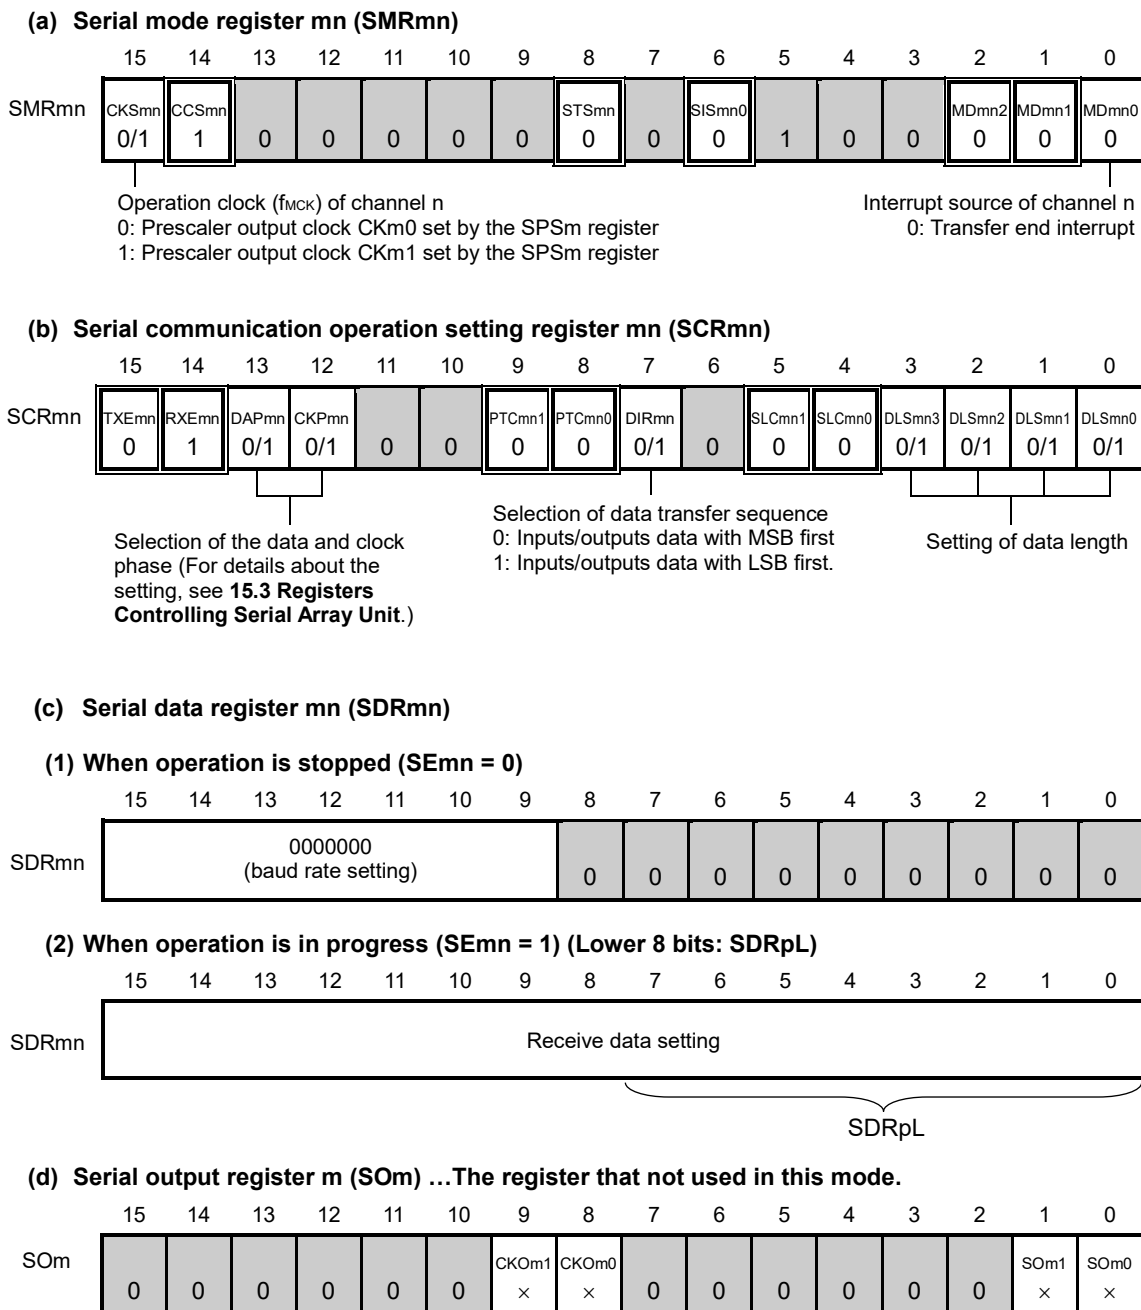 (a) Serial mode register mn (SMRmn)
15 14 13 12 11 10 9 8 7 6 5 4 3 2 1 0
SMRmn CKSmn CCSmn STSmn SISmn0 MDmn2 MDmn1 MDmn0
0/1 1 0 0 0 0 0 0 0 0 1 0 0 0 0 0
Operation clock (fMCK) of channel n
0: Prescaler output clock CKm0 set by the SPSm register
1: Prescaler output clock CKm1 set by the SPSm register
Interrupt source of channel n
0: Transfer end interrupt
(b) Serial communication operation setting register mn (SCRmn)
15 14 13 12 11 10 9 8 7 6 5 4 3 2 1 0
SCRmn TXEmn RXEmn DAPmn CKPmn PTCmn1 PTCmn0 DIRmn SLCmn1 SLCmn0 DLSmn3 DLSmn2 DLSmn1 DLSmn0
0 1 0/1 0/1 0 0 0 0 0/1 0 0 0 0/1 0/1 0/1 0/1
Selection of the data and clock
phase (For details about the
setting, see 15.3 Registers
Controlling Serial Array Unit.)
Selection of data transfer sequence
0: Inputs/outputs data with MSB first
1: Inputs/outputs data with LSB first.
Setting of data length
(c) Serial data register mn (SDRmn)
(1) When operation is stopped (SEmn = 0)
15 14 13 12 11 10 9 8 7 6 5 4 3 2 1 0
SDRmn
0000000
(baud rate setting)
0 0 0 0 0 0 0 0 0
(2) When operation is in progress (SEmn = 1) (Lower 8 bits: SDRpL)
15 14 13 12 11 10 9 8 7 6 5 4 3 2 1 0
SDRmn Receive data setting
SDRpL
(d) Serial output register m (SOm) …The register that not used in this mode.
15 14 13 12 11 10 9 8 7 6 5 4 3 2 1 0
SOm CKOm1 CKOm0 SOm1 SOm0
0 0 0 0 0 0 × × 0 0 0 0 0 0 × ×